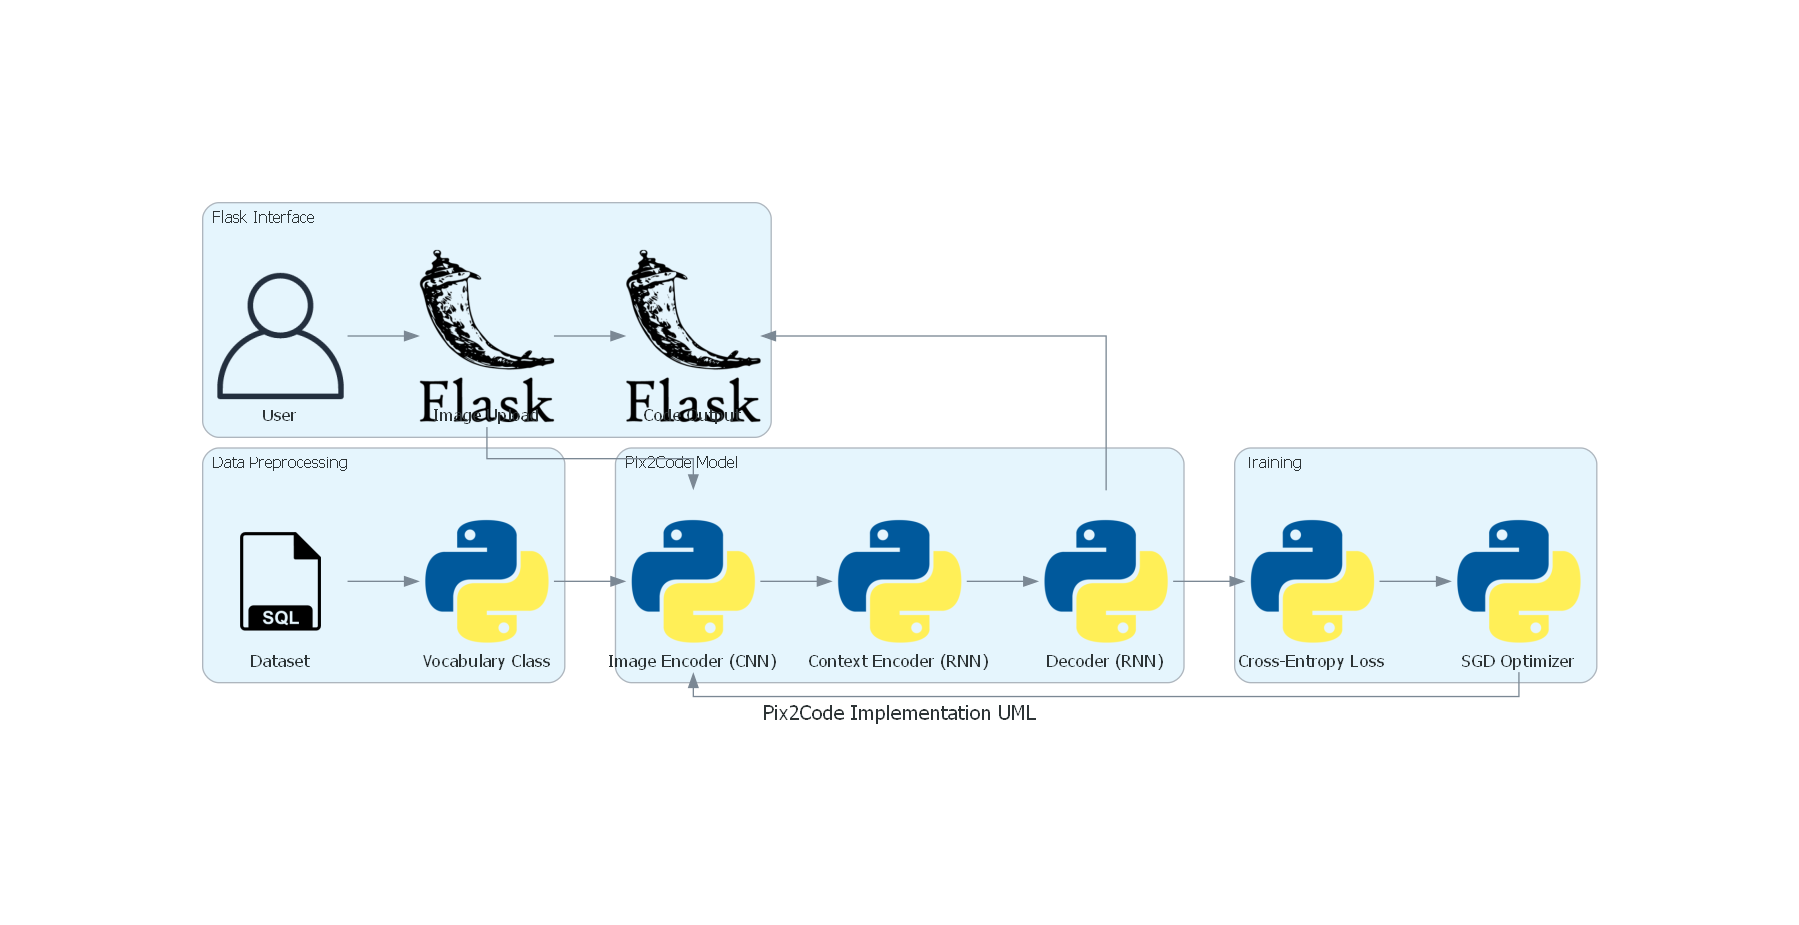 Flask Interface
Flask
Flask
User
Image Upload
Code Output
Data Preprocessing
Pix2Code Model
Training
SQL
Dataset
Vocabulary Class
Image Encoder (CNN)
Context Encoder (RNN)
Decoder (RNN)
Cross-Entropy Loss
SGD Optimizer
Pix2Code Implementation UML